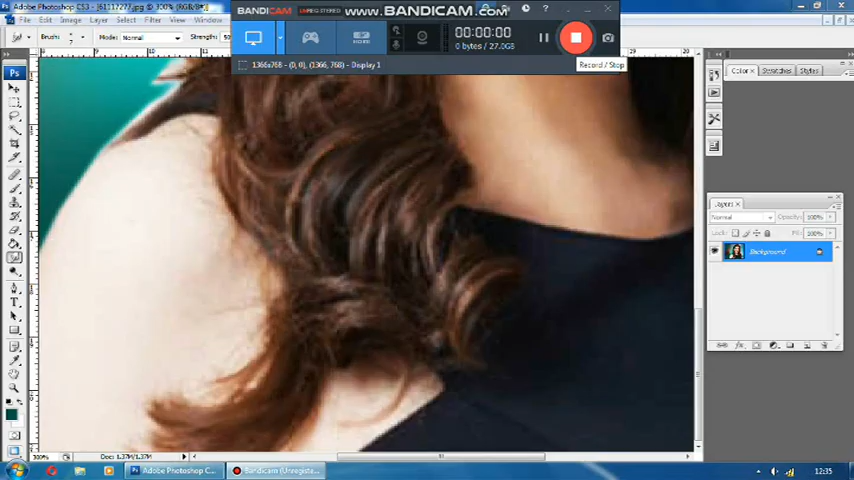 Adobe Photoshop CS3 - [61117277.jpg @ 300% (RGB/8#)]
BANDICAM UNREGISTERED www.BANDICAM.com
File Edit Image Layer Select Filter View Window
Brush: Mode: Normal Strength:
00:00:00
0 bytes / 27.0GB
1366x768 - (0, 0), (1366, 768) - Display 1
Record / Stop
Color Swatches Styles
Layers
Normal Opacity: 100%
Lock: Fill: 100%
Background
300% Doc: 1.37M/1.37M
Adobe Photoshop C... Bandicam (Unregiste... 12:35